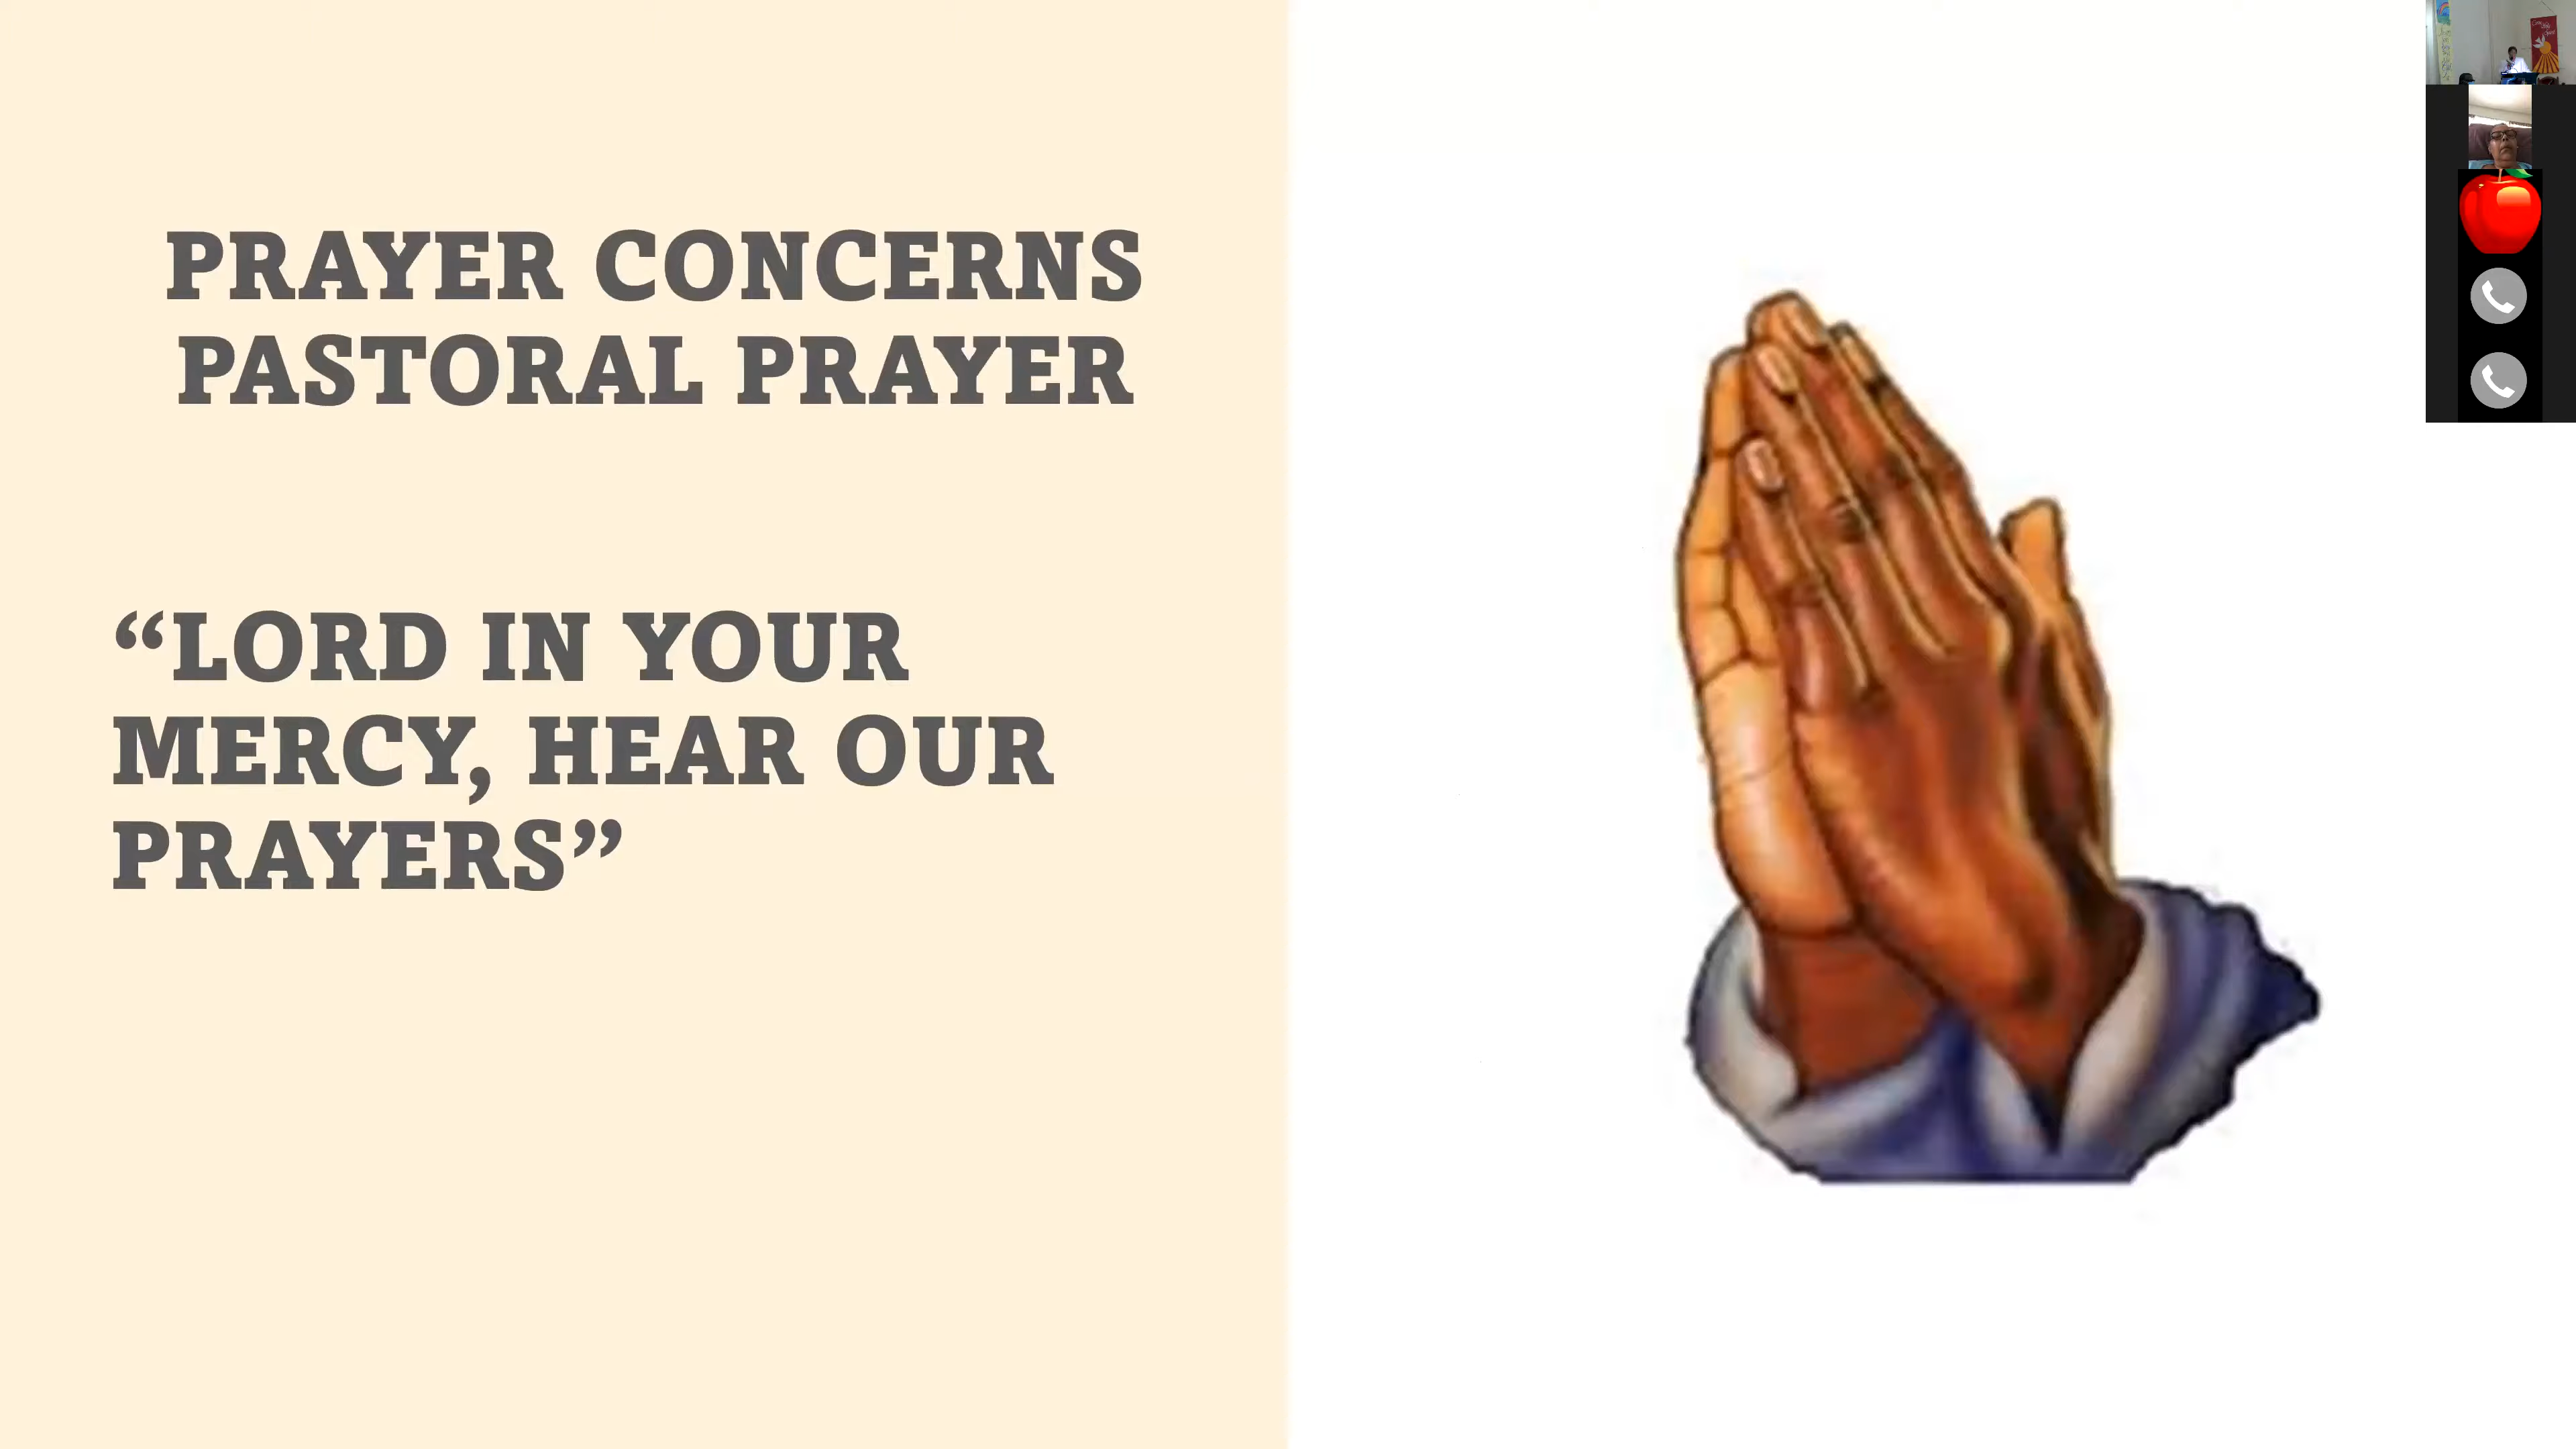 PRAYER CONCERNS
PASTORAL PRAYER
“LORD IN YOUR
MERCY, HEAR OUR
PRAYERS”